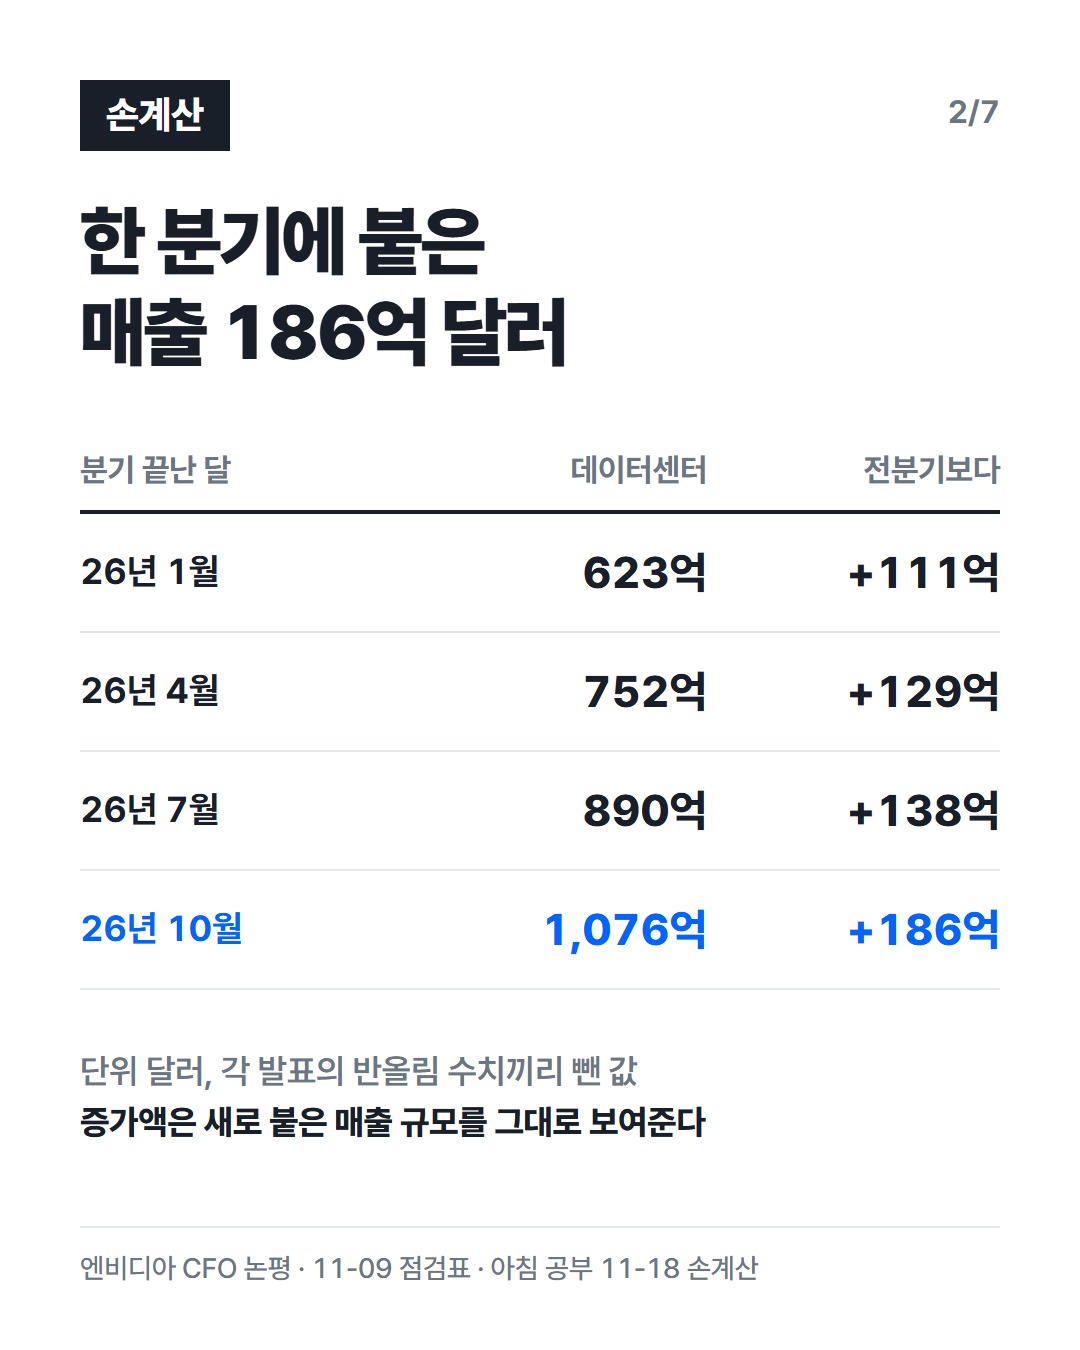 손계산
2/7
한 분기에 붙은
매출 186억 달러
분기 끝난 달 데이터센터 전분기보다
26년 1월 623억 +111억
26년 4월 752억 +129억
26년 7월 890억 +138억
26년 10월 1,076억 +186억
단위 달러, 각 발표의 반올림 수치끼리 뺀 값
증가액은 새로 붙은 매출 규모를 그대로 보여준다
엔비디아 CFO 논평 · 11-09 점검표 · 아침 공부 11-18 손계산